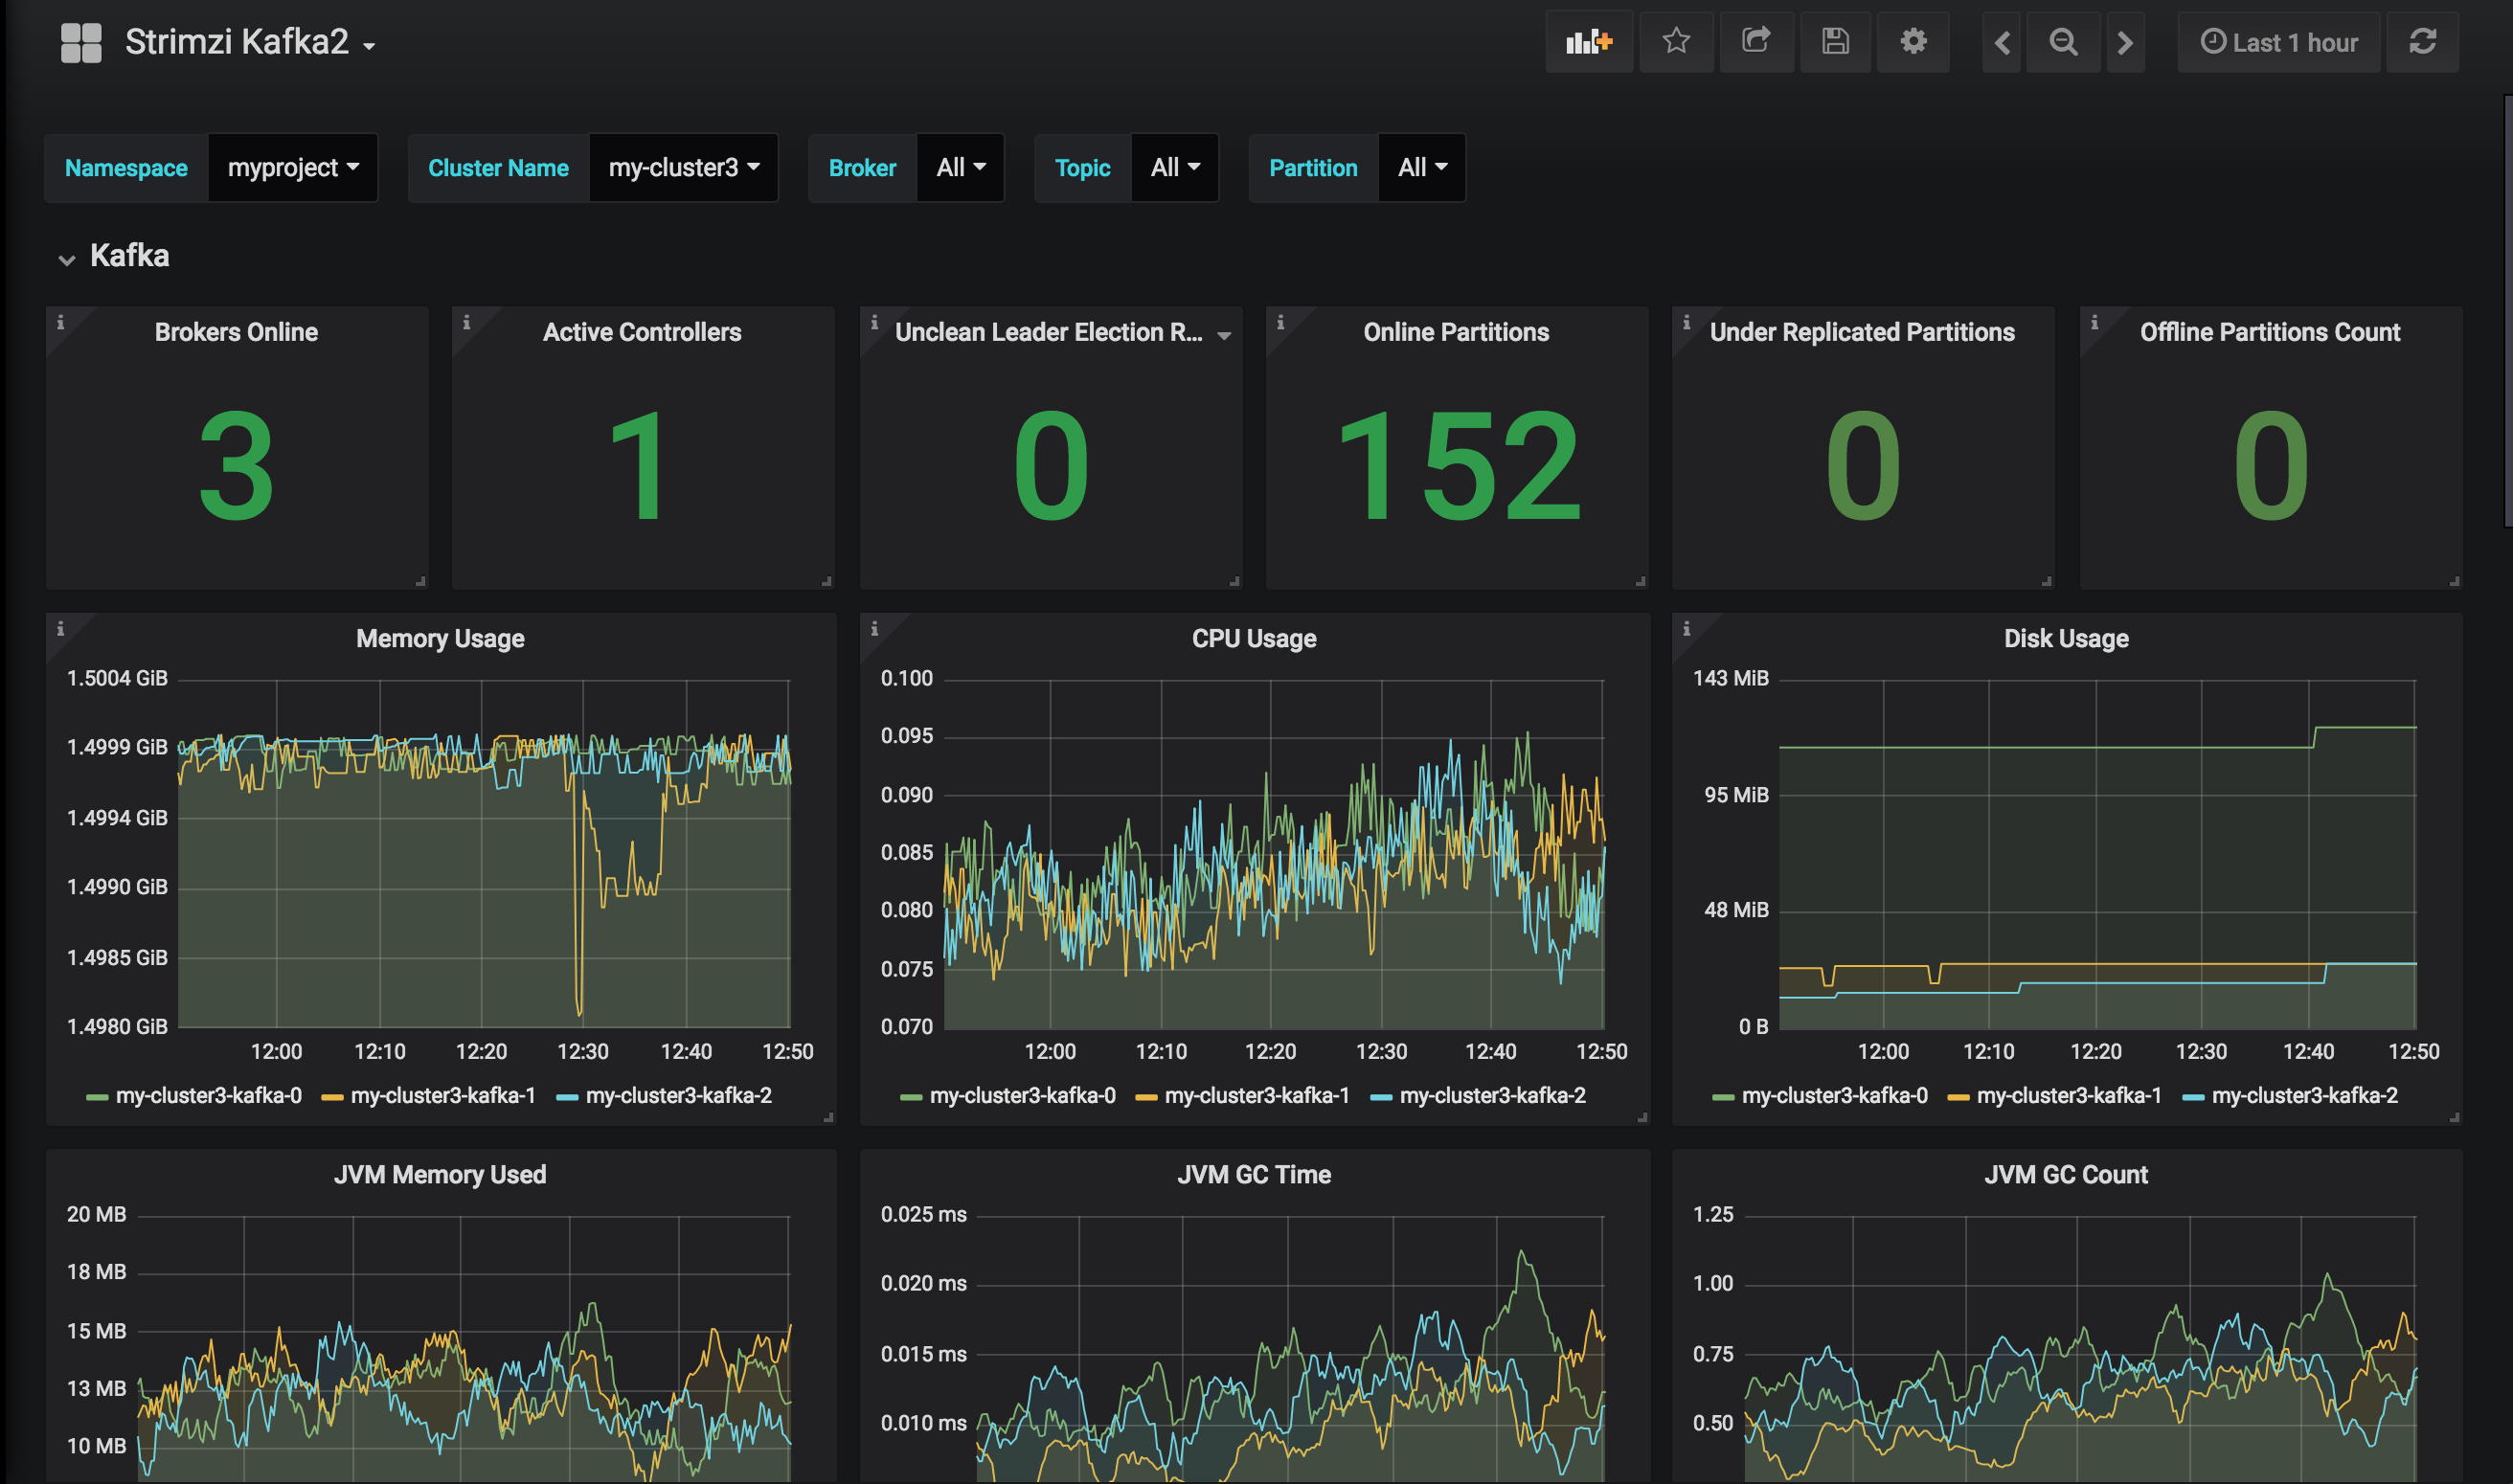 Strimzi Kafka2
Last 1 hour
Namespace myproject Cluster Name my-cluster3 Broker All Topic All Partition All
Kafka
Brokers Online
3
Active Controllers
1
Unclean Leader Election R...
0
Online Partitions
152
Under Replicated Partitions
0
Offline Partitions Count
0
Memory Usage
1.5004 GiB
1.4999 GiB
1.4994 GiB
1.4990 GiB
1.4985 GiB
1.4980 GiB
12:00 12:10 12:20 12:30 12:40 12:50
my-cluster3-kafka-0 my-cluster3-kafka-1 my-cluster3-kafka-2
CPU Usage
0.100
0.095
0.090
0.085
0.080
0.075
0.070
12:00 12:10 12:20 12:30 12:40 12:50
my-cluster3-kafka-0 my-cluster3-kafka-1 my-cluster3-kafka-2
Disk Usage
143 MiB
95 MiB
48 MiB
0 B
12:00 12:10 12:20 12:30 12:40 12:50
my-cluster3-kafka-0 my-cluster3-kafka-1 my-cluster3-kafka-2
JVM Memory Used
20 MB
18 MB
15 MB
13 MB
10 MB
JVM GC Time
0.025 ms
0.020 ms
0.015 ms
0.010 ms
JVM GC Count
1.25
1.00
0.75
0.50